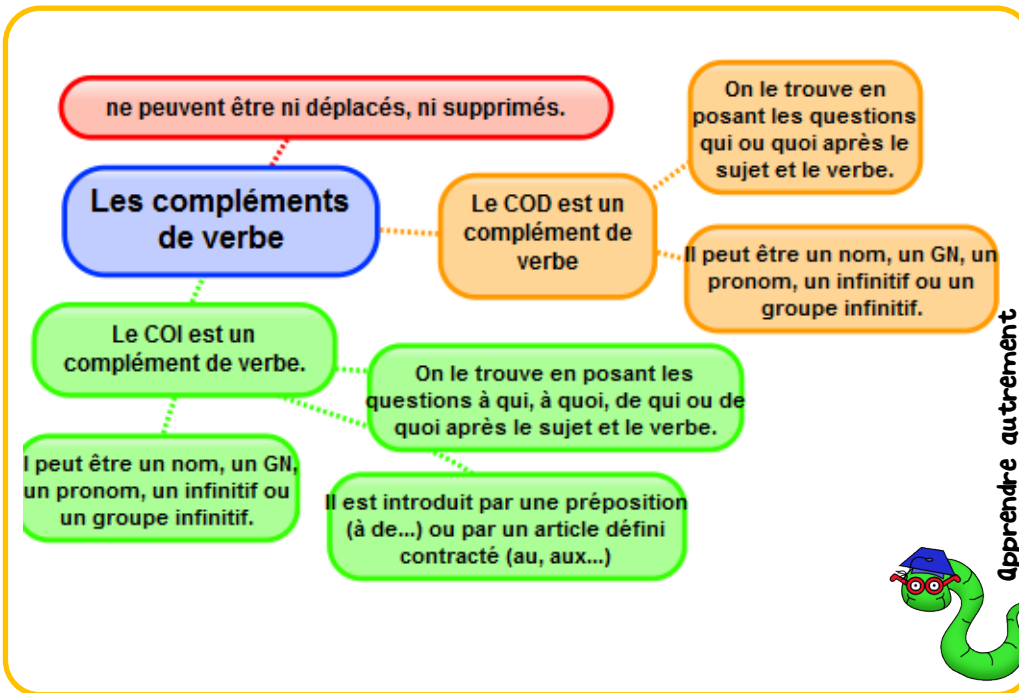 ne peuvent être ni déplacés, ni supprimés.
Les compléments
de verbe
Le COD est un
complément de
verbe
On le trouve en
posant les questions
qui ou quoi après le
sujet et le verbe.
Il peut être un nom, un GN, un
pronom, un infinitif ou un
groupe infinitif.
Le COI est un
complément de verbe.
On le trouve en posant les
questions à qui, à quoi, de qui ou de
quoi après le sujet et le verbe.
l peut être un nom, un GN,
un pronom, un infinitif ou
un groupe infinitif.
Il est introduit par une préposition
(à de...) ou par un article défini
contracté (au, aux...)
apprendre autrement